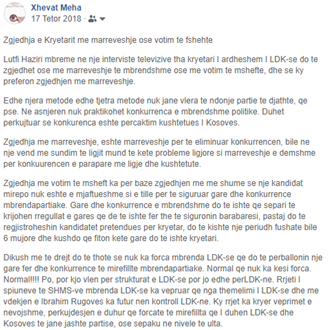 Xhevat Meha
17 Tetor 2018 ·
Zgjedhja e Kryetarit me marreveshje ose votim te fshehte
Lutfi Haziri mbreme ne nje interviste televizive tha kryetari I ardheshem I LDK-se do te
zgjedhet ose me marreveshje te mbrendshme ose me votim te mshefte, dhe se ky
preferon zgjedhjen me marreveshje.
Edhe njera metode edhe tjetra metode nuk jane vlera te ndonje partie te djathte, qe
pse. Ne asnjeren nuk praktikohet konkurrenca e mbrendshme politike. Duhet
perkujtuar se konkurenca eshte percaktim kushtetues I Kosoves.
Zgjedhja me marreveshje, eshte marreveshje per te eliminuar konkurrencen, bile ne
nje vend me sundim te ligjit mund te kete probleme ligjore si marreveshje e demshme
per konkuurencen e parapare me ligje dhe kushtetute.
Zgjedhja me votim te msheft ka per baze zgjedhjen me me shume se nje kandidat
mirepo nuk eshte e mjaftueshme si e tille per te siguruar gare dhe konkurrence
mbrendapartiake. Gare dhe konkurrence e mbrendshme do te ishte qe separi te
krijohen rregullat e gares qe do te ishte fer dhe te siguronin barabaresi, pastaj do te
regjistroheshin kandidatet pretendues per kryetar, do te kishte nje periudh fushate bile
6 mujore dhe kushdo qe fiton kete gare do te ishte kryetari.
Dikush me te drejt do te thote se nuk ka forca mbrenda LDK-se qe do te perballonin nje
gare fer dhe konkurrence te mirefillte mbrendapartiake. Normal qe nuk ka kesi forca.
Normal!!!!! Po, por kjo vlen per strukturat e LDK-se por jo edhe perLDK-ne. Rrjeti I
spiuneve te SHMS-ve mbrenda LDK-se ka vepruar qe nga themelimi I LDK-se dhe me
vdekjen e Ibrahim Rugoves ka futur nen kontroll LDK-ne. Ky rrjet ka kryer veprimet e
nevojshme, perkujdesjen e duhur qe forcate te mirefillta qe I duhen LDK-se dhe
Kosoves te jane jashte partise, ose sepaku ne nivele te ulta.